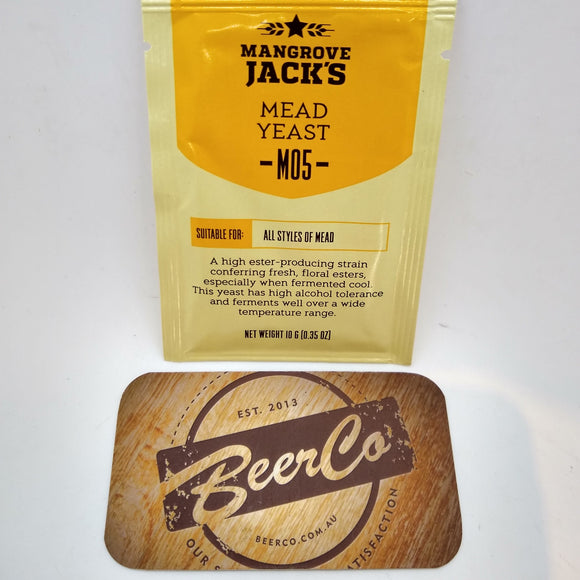 MANGROVE
JACK'S
MEAD
YEAST
-M05-
SUITABLE FOR: ALL STYLES OF MEAD
A high ester-producing strain
conferring fresh, floral esters,
especially when fermented cool.
This yeast has high alcohol tolerance
and ferments well over a wide
temperature range.
NET WEIGHT 10 G (0.35 OZ)
EST. 2013
BeerCo
BEERCO.COM.AU
OUR